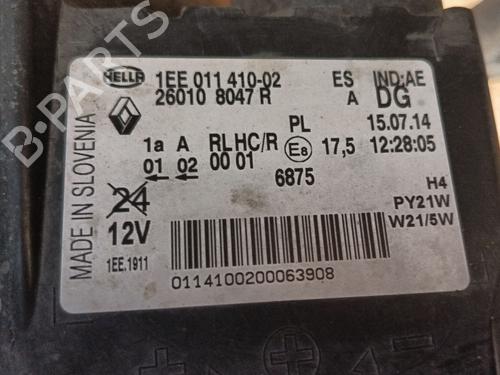 HELLA 1EE 011 410-02 ES IND:AE
26010 8047 R A DG
PL 15.07.14
1a A RL HC/R E8 17,5 12:28:05
01 02 00 01
6875
H4
PY21W
W21/5W
24
12V
1EE.1911
MADE IN SLOVENIA
0114100200063908
B-PARTS